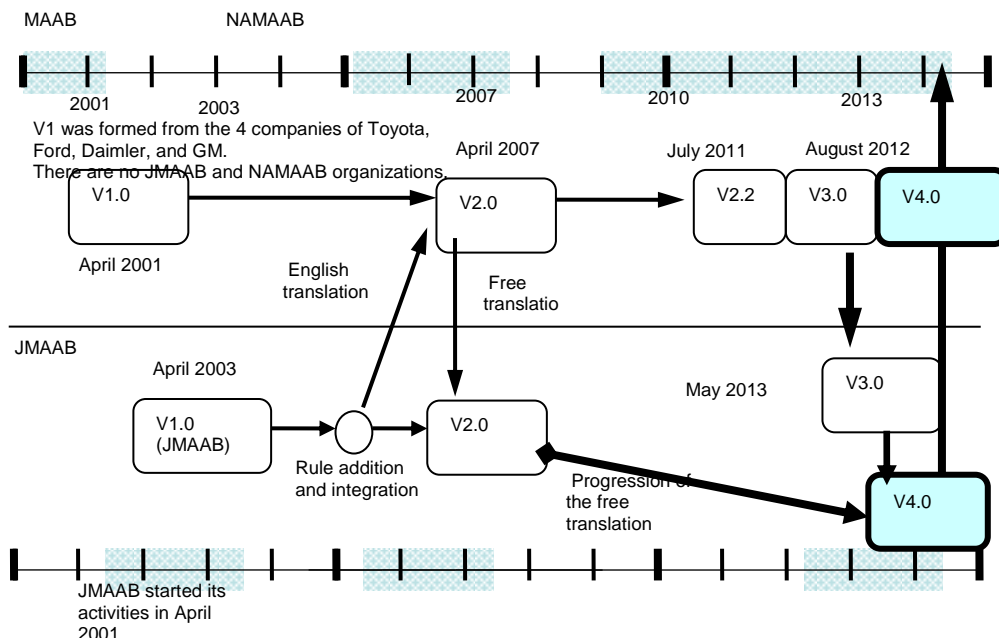 MAAB
NAMAAB
2001
2003
2007
2010
2013
V1 was formed from the 4 companies of Toyota,
Ford, Daimler, and GM.
There are no JMAAB and NAMAAB organizations.
April 2007
July 2011
August 2012
V1.0
V2.0
V2.2
V3.0
V4.0
April 2001
English
translation
Free
translatio
JMAAB
April 2003
May 2013
V1.0
(JMAAB)
V2.0
V3.0
Rule addition
and integration
Progression of
the free
translation
V4.0
JMAAB started its
activities in April
2001